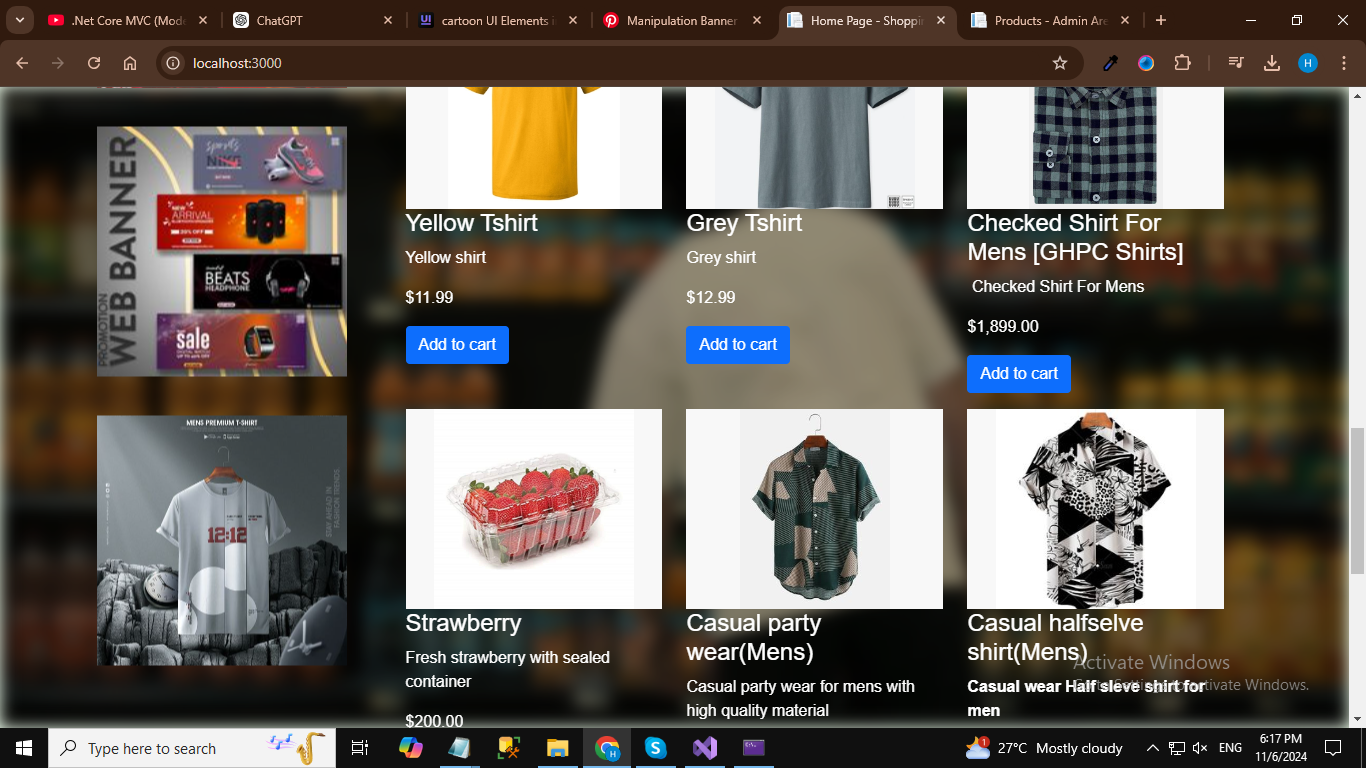 .Net Core MVC (Mode
ChatGPT
cartoon UI Elements i
Manipulation Banner
Home Page - Shoppi
Products - Admin Are
localhost:3000
H
PROMOTION
WEB BANNER
sports
NIKE
NEW
ARRIVAL
20% OFF
BEATS
HEADPHONE
sale
MENS PREMIUM T-SHIRT
12:12
STAY AHEAD IN
FASHION TRENDS
Yellow Tshirt
Yellow shirt
$11.99
Add to cart
Grey Tshirt
Grey shirt
$12.99
Add to cart
Checked Shirt For
Mens [GHPC Shirts]
Checked Shirt For Mens
$1,899.00
Add to cart
Strawberry
Fresh strawberry with sealed
container
$200.00
Casual party
wear(Mens)
Casual party wear for mens with
high quality material
Casual halfselve
shirt(Mens)
Casual wear Half sleve shirt for
men
Activate Windows
Go to Settings to activate Windows.
Type here to search
1
27°C Mostly cloudy
ENG
6:17 PM
11/6/2024